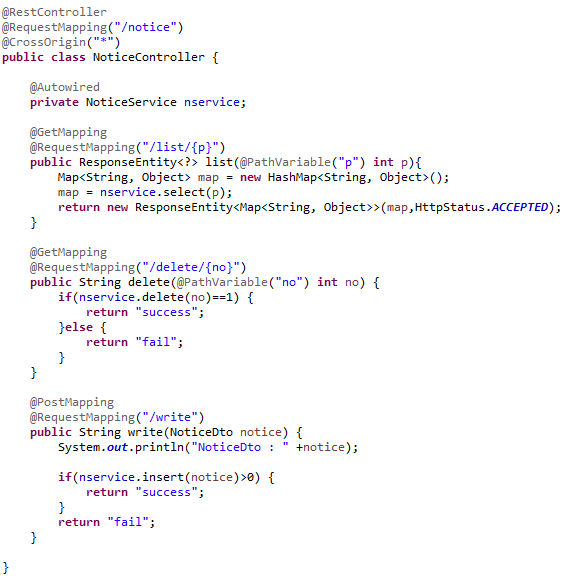 @RestController
@RequestMapping("/notice")
@CrossOrigin("*")
public class NoticeController {
@Autowired
private NoticeService nservice;
@GetMapping
@RequestMapping("/list/{p}")
public ResponseEntity<?> list(@PathVariable("p") int p){
Map<String, Object> map = new HashMap<String, Object>();
map = nservice.select(p);
return new ResponseEntity<Map<String, Object>>(map,HttpStatus.ACCEPTED);
}
@GetMapping
@RequestMapping("/delete/{no}")
public String delete(@PathVariable("no") int no) {
if(nservice.delete(no)==1) {
return "success";
}else {
return "fail";
}
}
@PostMapping
@RequestMapping("/write")
public String write(NoticeDto notice) {
System.out.println("NoticeDto : " +notice);
if(nservice.insert(notice)>0) {
return "success";
}
return "fail";
}
}